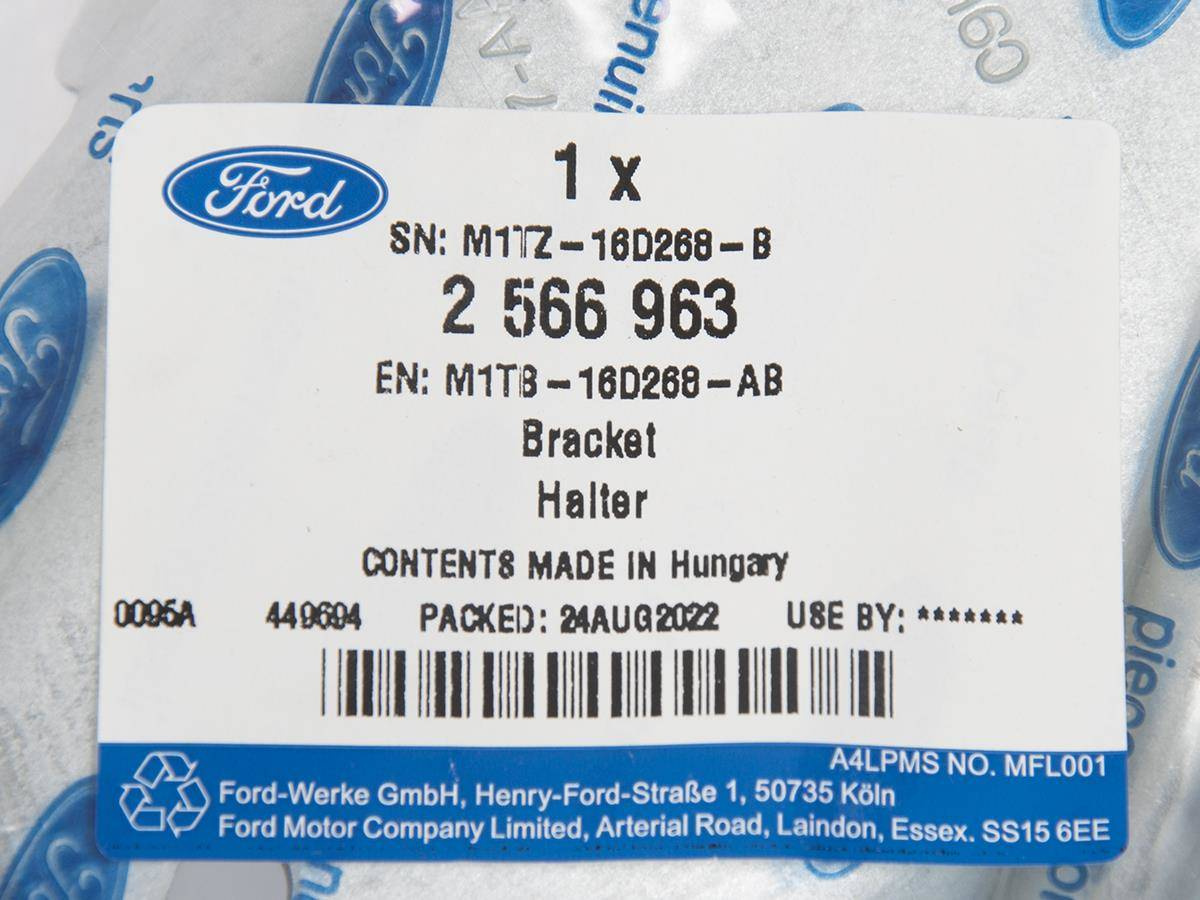 Ford
1 x
SN: M1TZ-16D268-B
2 566 963
EN: M1TB-16D268-AB
Bracket
Halter
CONTENTS MADE IN Hungary
0095A 449694 PACKED: 24AUG2022 USE BY: *******
A4LPMS NO. MFL001
Ford-Werke GmbH, Henry-Ford-Straße 1, 50735 Köln
Ford Motor Company Limited, Arterial Road, Laindon, Essex. SS15 6EE